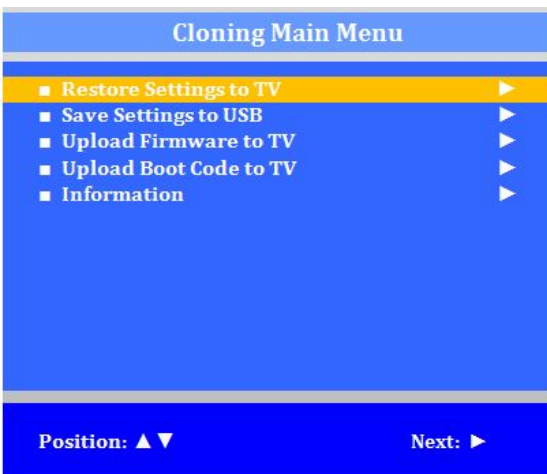 Cloning Main Menu
■ Restore Settings to TV ▶
■ Save Settings to USB ▶
■ Upload Firmware to TV ▶
■ Upload Boot Code to TV ▶
■ Information ▶
Position: ▲▼ Next: ▶